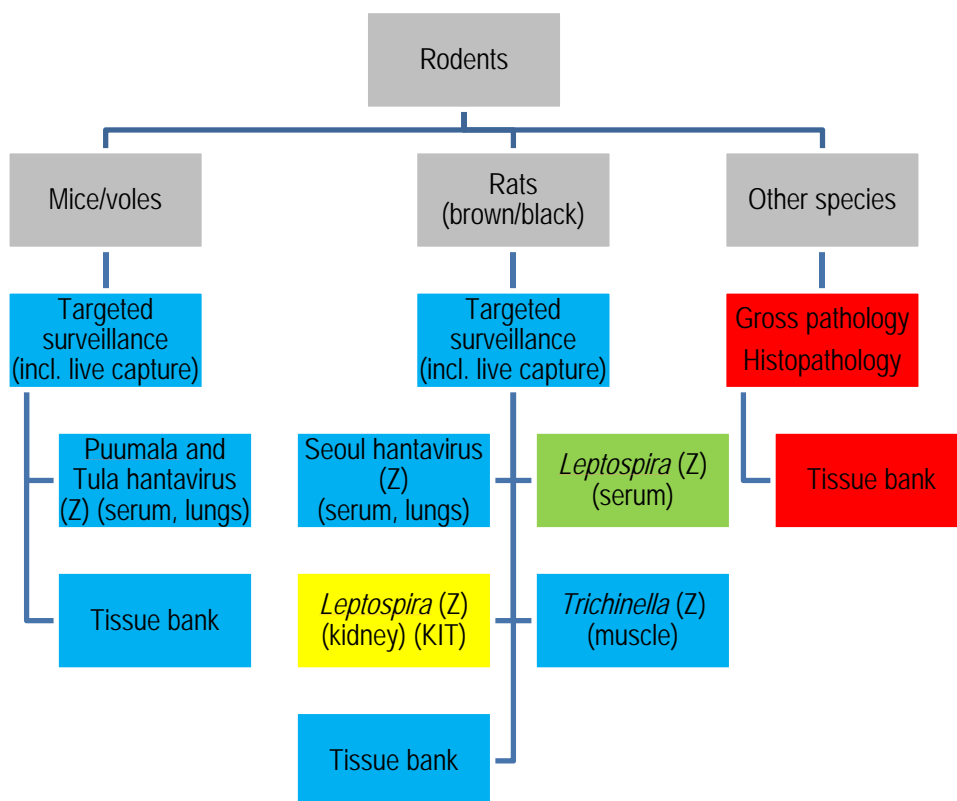 Rodents
Mice/voles
Rats
(brown/black)
Other species
Targeted
surveillance
(incl. live capture)
Targeted
surveillance
(incl. live capture)
Gross pathology
Histopathology
Puumala and
Tula hantavirus
(Z) (serum, lungs)
Seoul hantavirus
(Z)
(serum, lungs)
Leptospira (Z)
(serum)
Tissue bank
Tissue bank
Leptospira (Z)
(kidney) (KIT)
Trichinella (Z)
(muscle)
Tissue bank